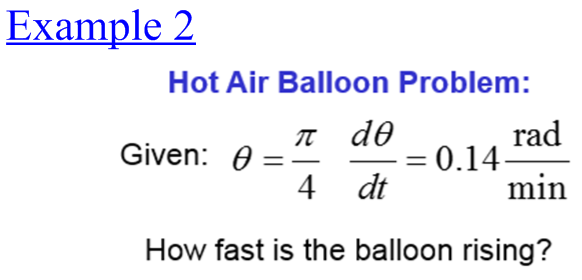 Example 2
Hot Air Balloon Problem:
Given: θ = π/4 dθ/dt = 0.14 rad/min
How fast is the balloon rising?